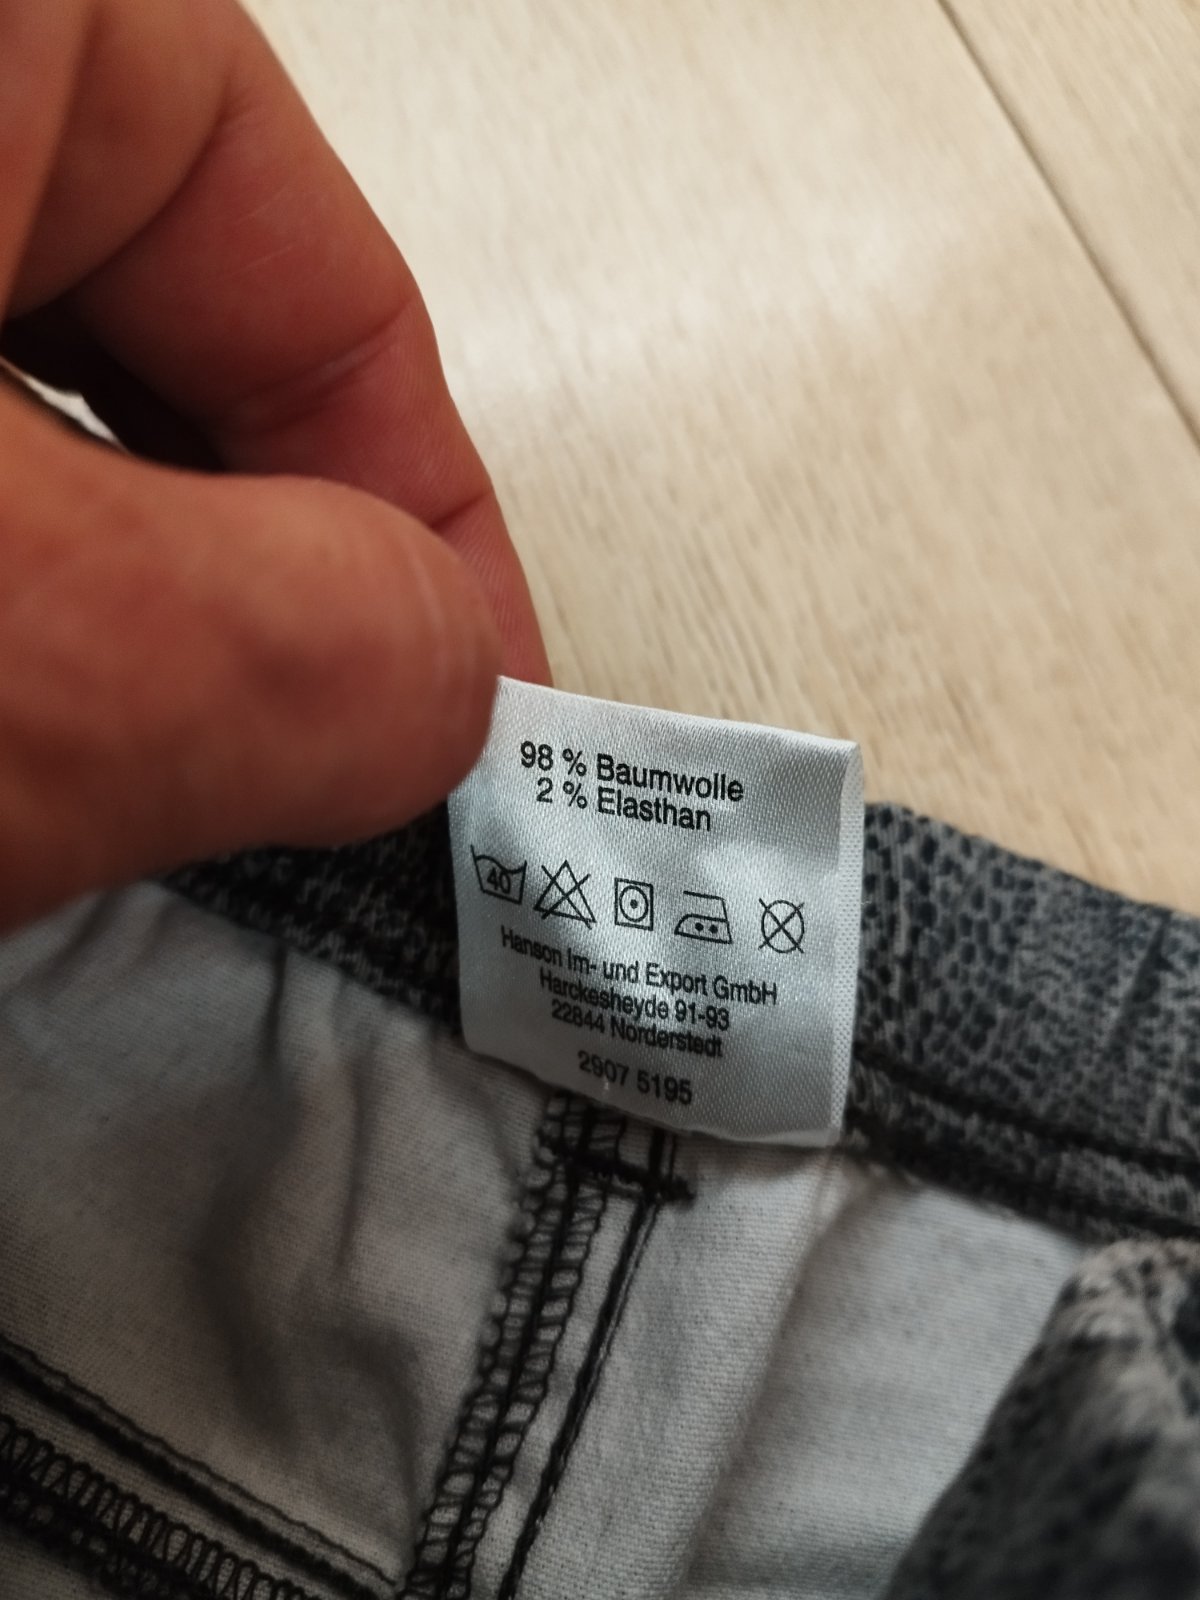 98 % Baumwolle
2 % Elasthan
40
Hanson Im- und Export GmbH
Harckesheyde 91-93
22844 Norderstedt
2907 5195